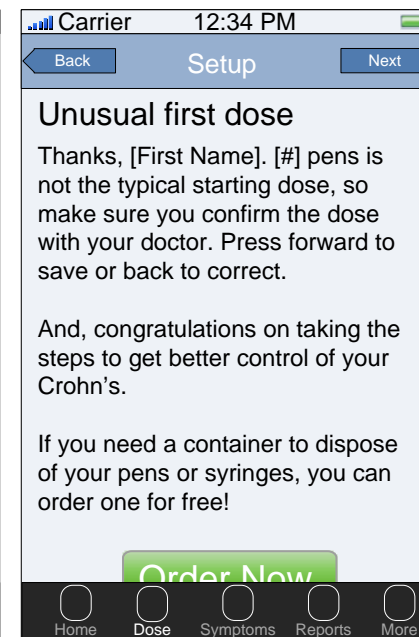 Carrier 12:34 PM
Back Setup Next
Unusual first dose
Thanks, [First Name]. [#] pens is
not the typical starting dose, so
make sure you confirm the dose
with your doctor. Press forward to
save or back to correct.
And, congratulations on taking the
steps to get better control of your
Crohn's.
If you need a container to dispose
of your pens or syringes, you can
order one for free!
Order Now
Home Dose Symptoms Reports More